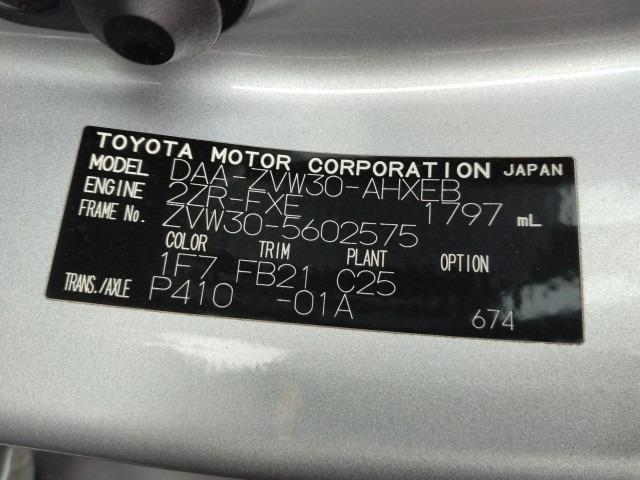 TOYOTA MOTOR CORPORATION JAPAN
MODEL DAA-ZVW30-AHXEB
ENGINE 2ZR-FXE 1797 mL
FRAME No. ZVW30-5602575
COLOR TRIM PLANT OPTION
1F7 FB21 C25
TRANS./AXLE P410 -01A
674